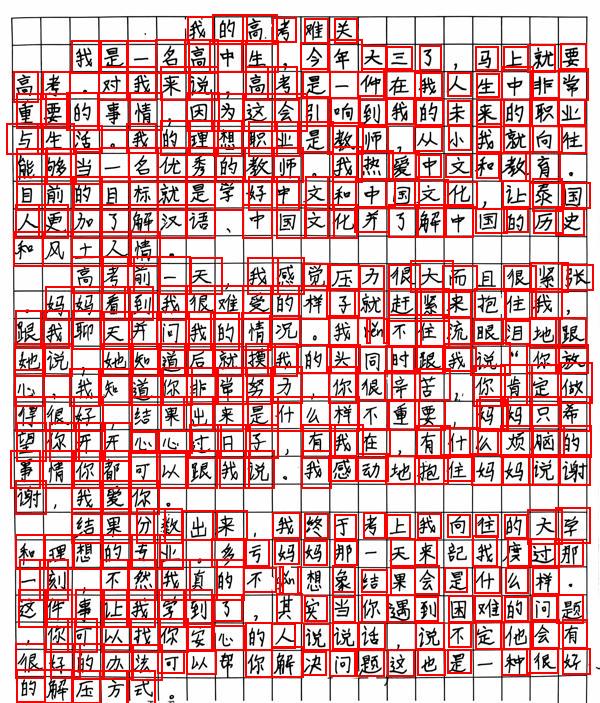 我的高考难关
我是一名高中生，今年大三了，马上就要
高考。对我来说，高考是一件在我人生中非常
重要的事情，因为这会引响到我的未来的职业
与生活。我的理想职业是教师，从小我就向往
能够当一名优秀的教师。我热爱中文和教育。
目前的目标就是学好中文和中国文化，让泰国
人更加了解汉语、中国文化并了解中国的历史
和风土人情。
高考前一天，我感觉压力很大而且很紧张
。妈妈看到我很难爱的样子就赶紧来抱住我，
跟我聊天并问我的情况。我不住流眼泪地跟
她说，她知道后就摸我的头同时跟我说“你放
心，我知道你非常努力，你很辛苦，你肯定做
得很好，结果出来是什么样不重要，妈妈只希
望你开开心心过日子，有我在，有什么烦脑的
事情你都可以跟我说。我感动地抱住妈妈说谢
谢，我爱你。
结果分数出来，我终于考上我向住的大学
和理想的专业。多亏妈妈那一天来记我度过那
一刻，不然我真的不想象结果会是什么样。
这件事让我学到了，其实当你遇到困难的问题
，你可以找你安心的人说说话，说不定他会有
很好的办法可以帮你解决问题这也是一种很好
的解压方式。